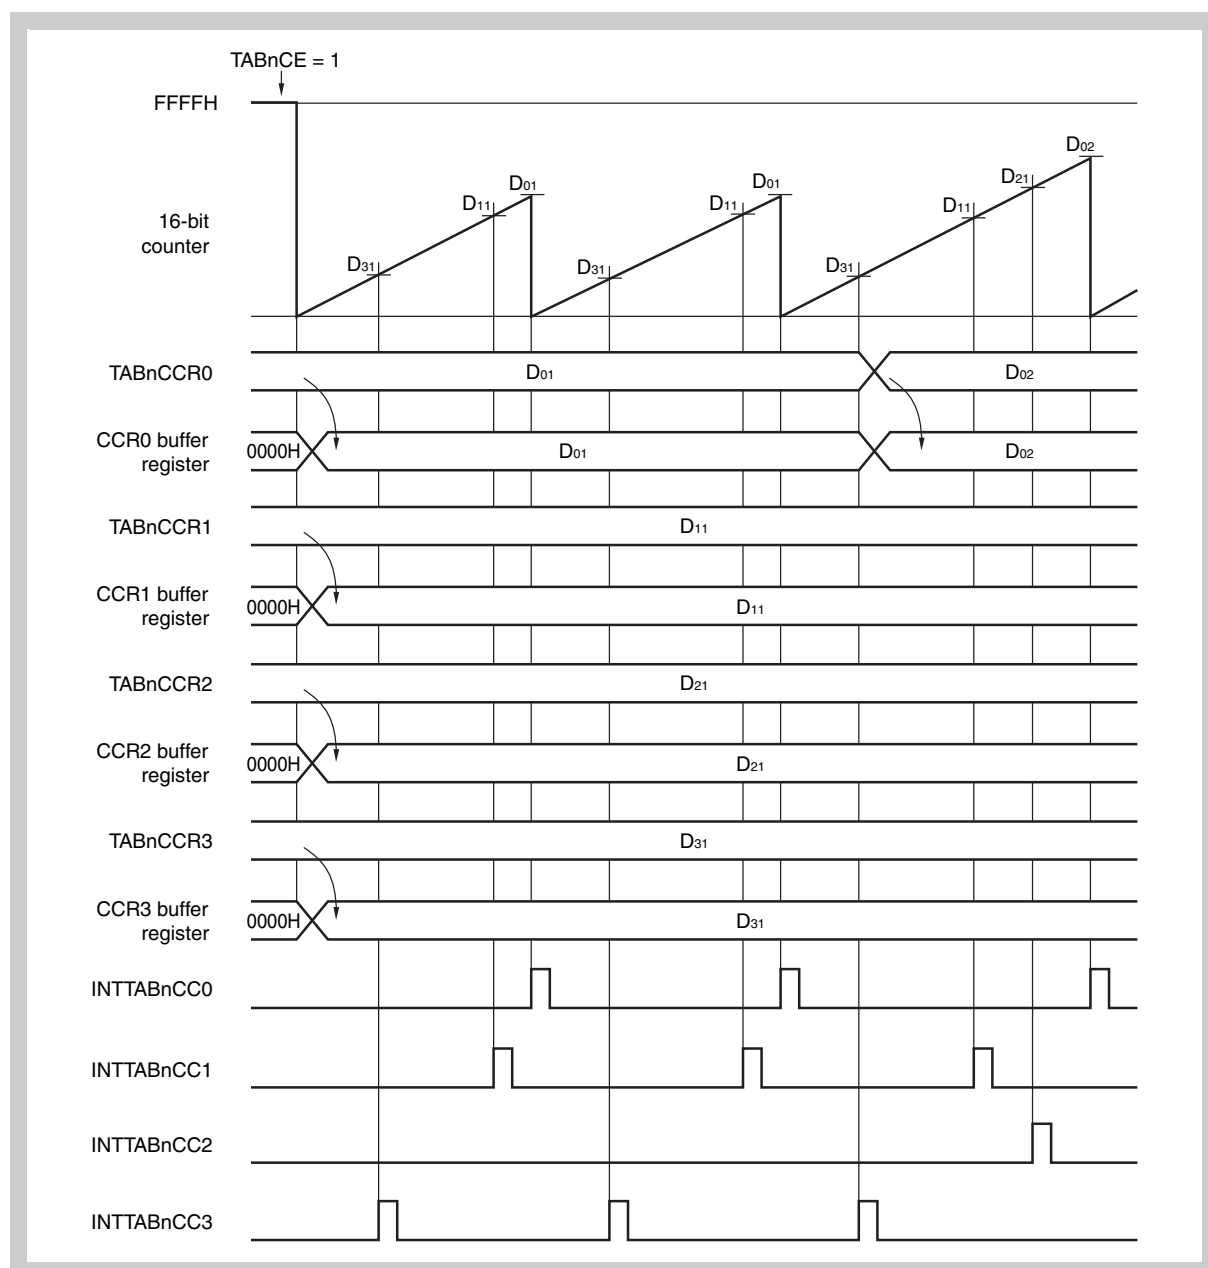 TABnCE = 1
FFFFH
D01 D01 D02
D11 D11 D11 D21
D31 D31 D31
16-bit
counter
TABnCCR0 D01 D02
CCR0 buffer
register 0000H D01 D02
TABnCCR1 D11
CCR1 buffer
register 0000H D11
TABnCCR2 D21
CCR2 buffer
register 0000H D21
TABnCCR3 D31
CCR3 buffer
register 0000H D31
INTTABnCC0
INTTABnCC1
INTTABnCC2
INTTABnCC3